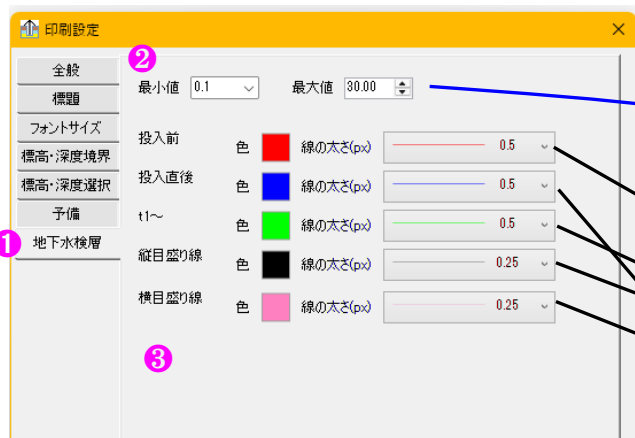 印刷設定
全般
標題
フォントサイズ
標高・深度境界
標高・深度選択
予備
1 地下水検層
2
最小値 0.1 最大値 30.00
投入前 色 線の太さ(px) 0.5
投入直後 色 線の太さ(px) 0.5
t1～ 色 線の太さ(px) 0.5
縦目盛り線 色 線の太さ(px) 0.25
横目盛り線 色 線の太さ(px) 0.25
3